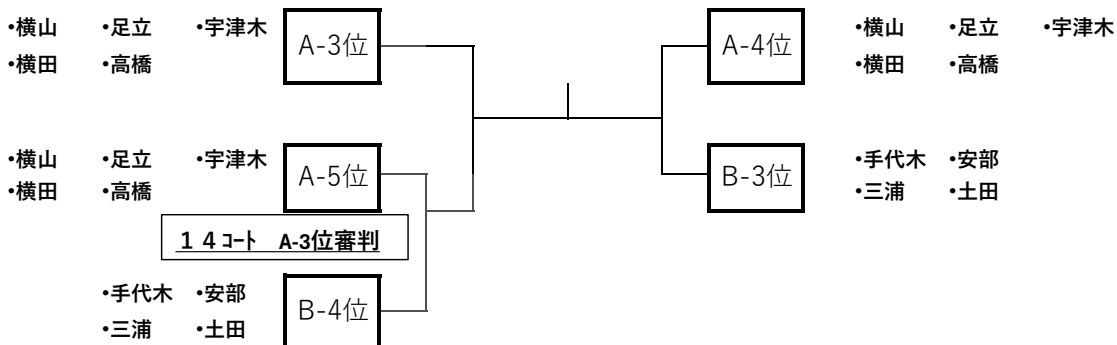 •横山 •足立 •宇津木
•横田 •高橋
A-3位
•横山 •足立 •宇津木
•横田 •高橋
A-5位
１４ｺｰﾄ A-3位審判
•手代木 •安部
•三浦 •土田
B-4位
A-4位
•横山 •足立 •宇津木
•横田 •高橋
B-3位
•手代木 •安部
•三浦 •土田